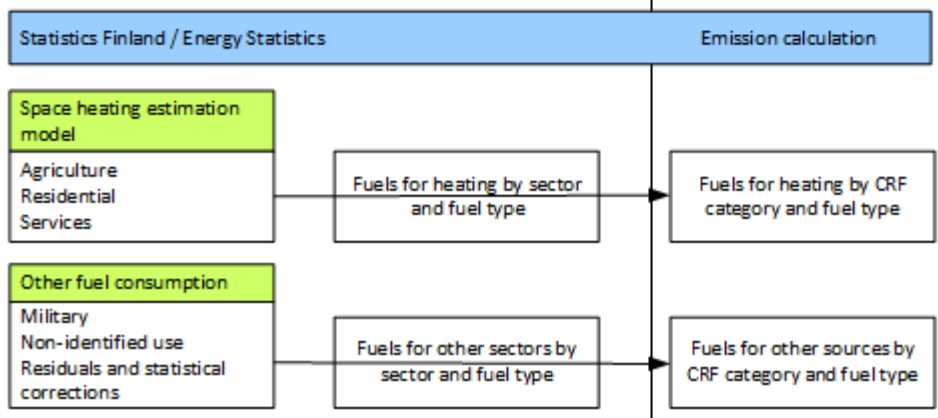 Statistics Finland / Energy Statistics
Emission calculation
Space heating estimation
model
Agriculture
Residential
Services
Fuels for heating by sector
and fuel type
Fuels for heating by CRF
category and fuel type
Other fuel consumption
Military
Non-identified use
Residuals and statistical
corrections
Fuels for other sectors by
sector and fuel type
Fuels for other sources by
CRF category and fuel type